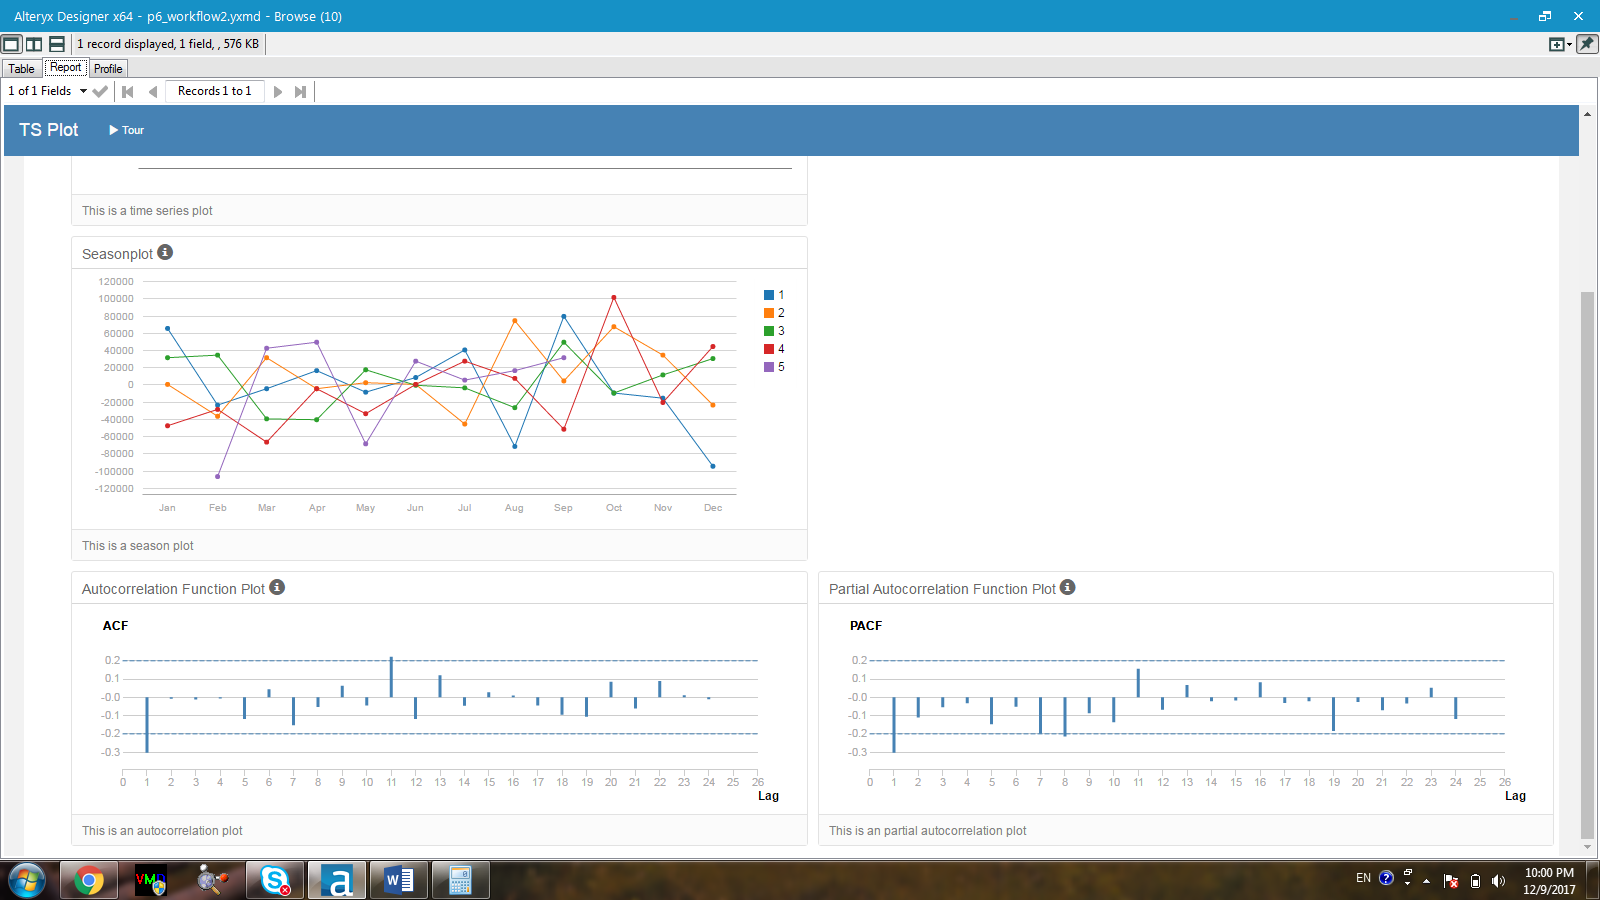 Alteryx Designer x64 - p6_workflow2.yxmd - Browse (10)
1 record displayed, 1 field, , 576 KB
Table Report Profile
1 of 1 Fields Records 1 to 1
TS Plot Tour
This is a time series plot
Seasonplot
120000
100000
80000
60000
40000
20000
0
-20000
-40000
-60000
-80000
-100000
-120000
Jan Feb Mar Apr May Jun Jul Aug Sep Oct Nov Dec
1
2
3
4
5
This is a season plot
Autocorrelation Function Plot
ACF
0.2
0.1
-0.0
-0.1
-0.2
-0.3
0 1 2 3 4 5 6 7 8 9 10 11 12 13 14 15 16 17 18 19 20 21 22 23 24 25 26
Lag
This is an autocorrelation plot
Partial Autocorrelation Function Plot
PACF
0.2
0.1
-0.0
-0.1
-0.2
-0.3
0 1 2 3 4 5 6 7 8 9 10 11 12 13 14 15 16 17 18 19 20 21 22 23 24 25 26
Lag
This is an partial autocorrelation plot
VMD
S
a
W
EN
10:00 PM
12/9/2017